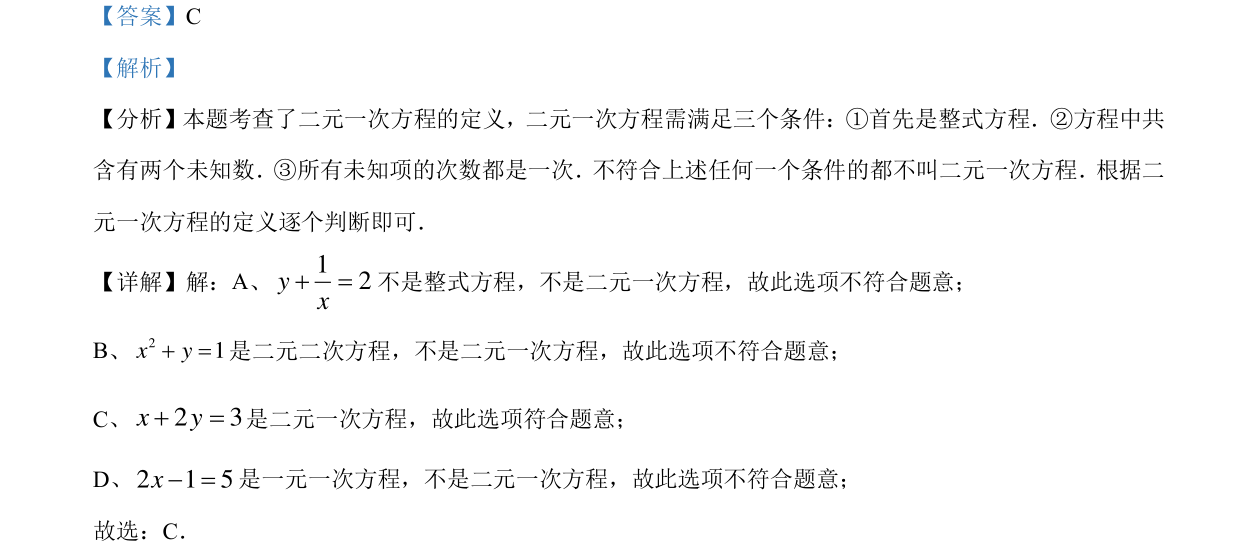 【答案】C
【解析】
【分析】本题考查了二元一次方程的定义，二元一次方程需满足三个条件：①首先是整式方程．②方程中共
含有两个未知数．③所有未知项的次数都是一次．不符合上述任何一个条件的都不叫二元一次方程．根据二
元一次方程的定义逐个判断即可．
【详解】解：A、y+1/x=2不是整式方程，不是二元一次方程，故此选项不符合题意；
B、x²+y=1是二元二次方程，不是二元一次方程，故此选项不符合题意；
C、x+2y=3是二元一次方程，故此选项符合题意；
D、2x−1=5是一元一次方程，不是二元一次方程，故此选项不符合题意；
故选：C．